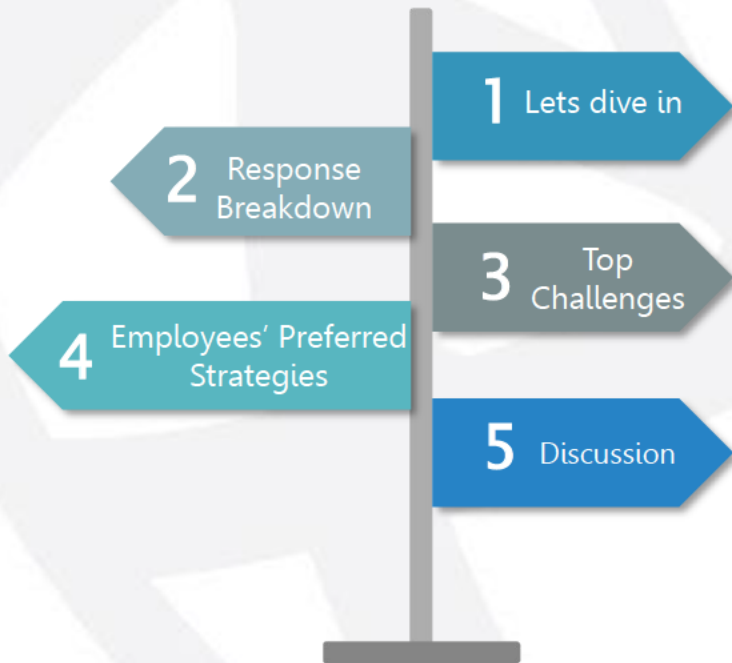 1 Lets dive in
2 Response
Breakdown
3 Top
Challenges
4 Employees’ Preferred
Strategies
5 Discussion